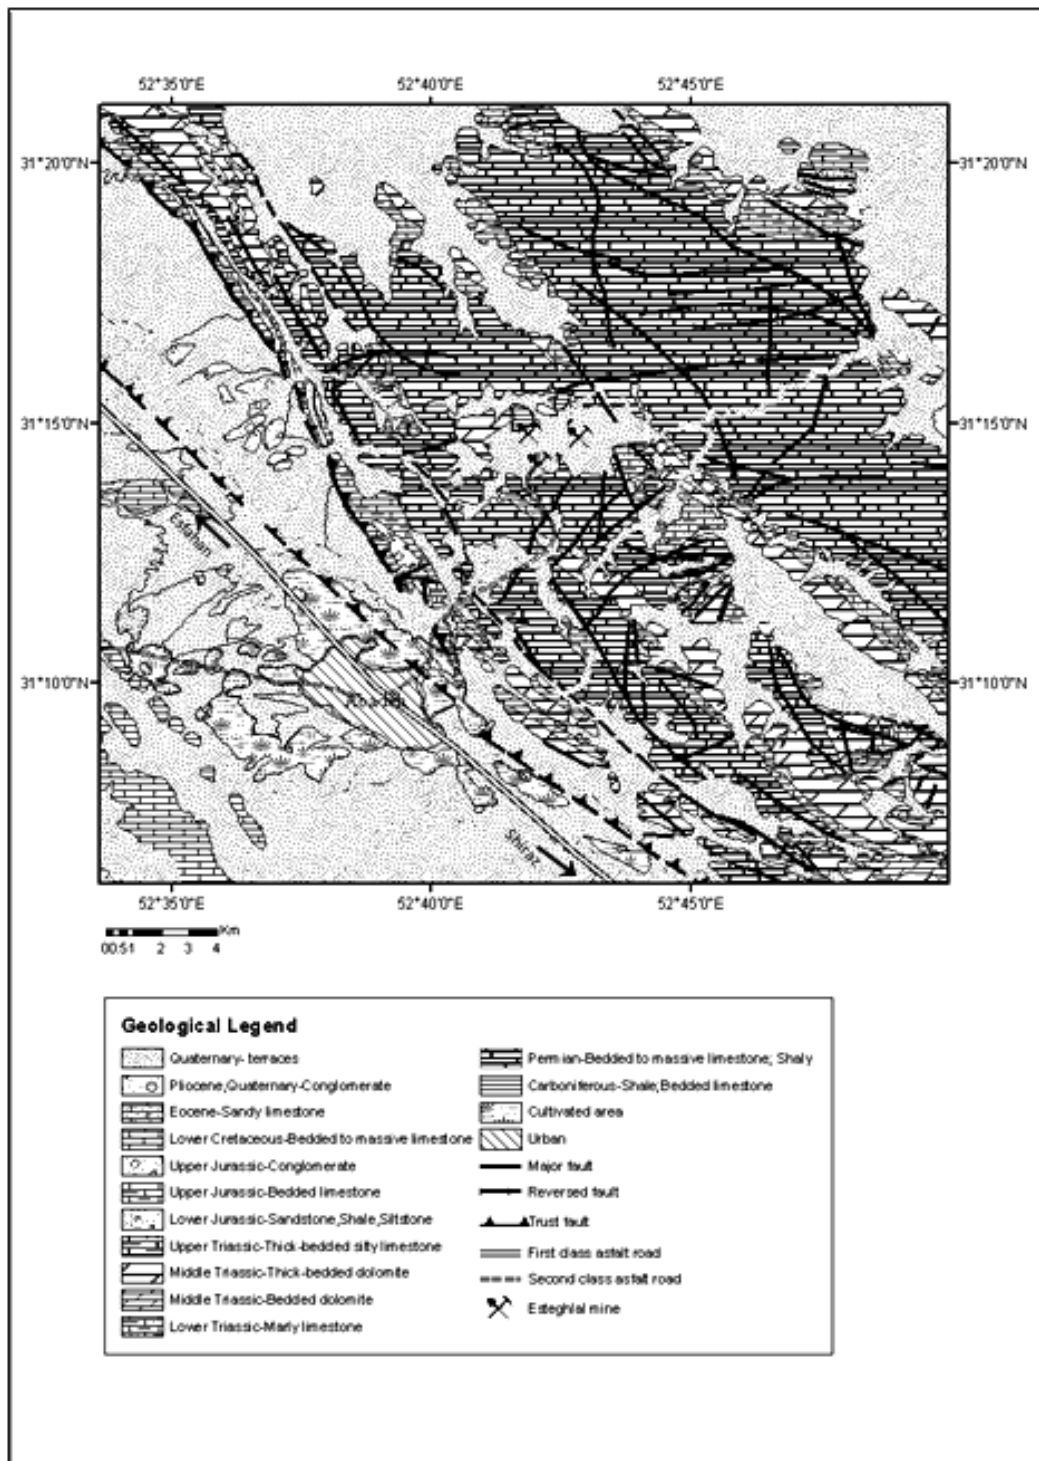 52°35'0"E 52°40'0"E 52°45'0"E
31°20'0"N 31°20'0"N
31°15'0"N 31°15'0"N
Esfahan
31°10'0"N 31°10'0"N
Shiraz
52°35'0"E 52°40'0"E 52°45'0"E
Km
00.51 2 3 4
Geological Legend
Quaternary- terraces
Pliocene,Quaternary-Conglomerate
Eocene-Sandy limestone
Lower Cretaceous-Bedded to massive limestone
Upper Jurassic-Conglomerate
Upper Jurassic-Bedded limestone
Lower Jurassic-Sandstone,Shale,Siltstone
Upper Triassic-Thick-bedded silty limestone
Middle Triassic-Thick-bedded dolomite
Middle Triassic-Bedded dolomite
Lower Triassic-Marly limestone
Permian-Bedded to massive limestone; Shaly
Carboniferous-Shale;Bedded limestone
Cultivated area
Urban
Major fault
Reversed fault
Trust fault
First class asfalt road
Second class asfalt road
Esteghlal mine